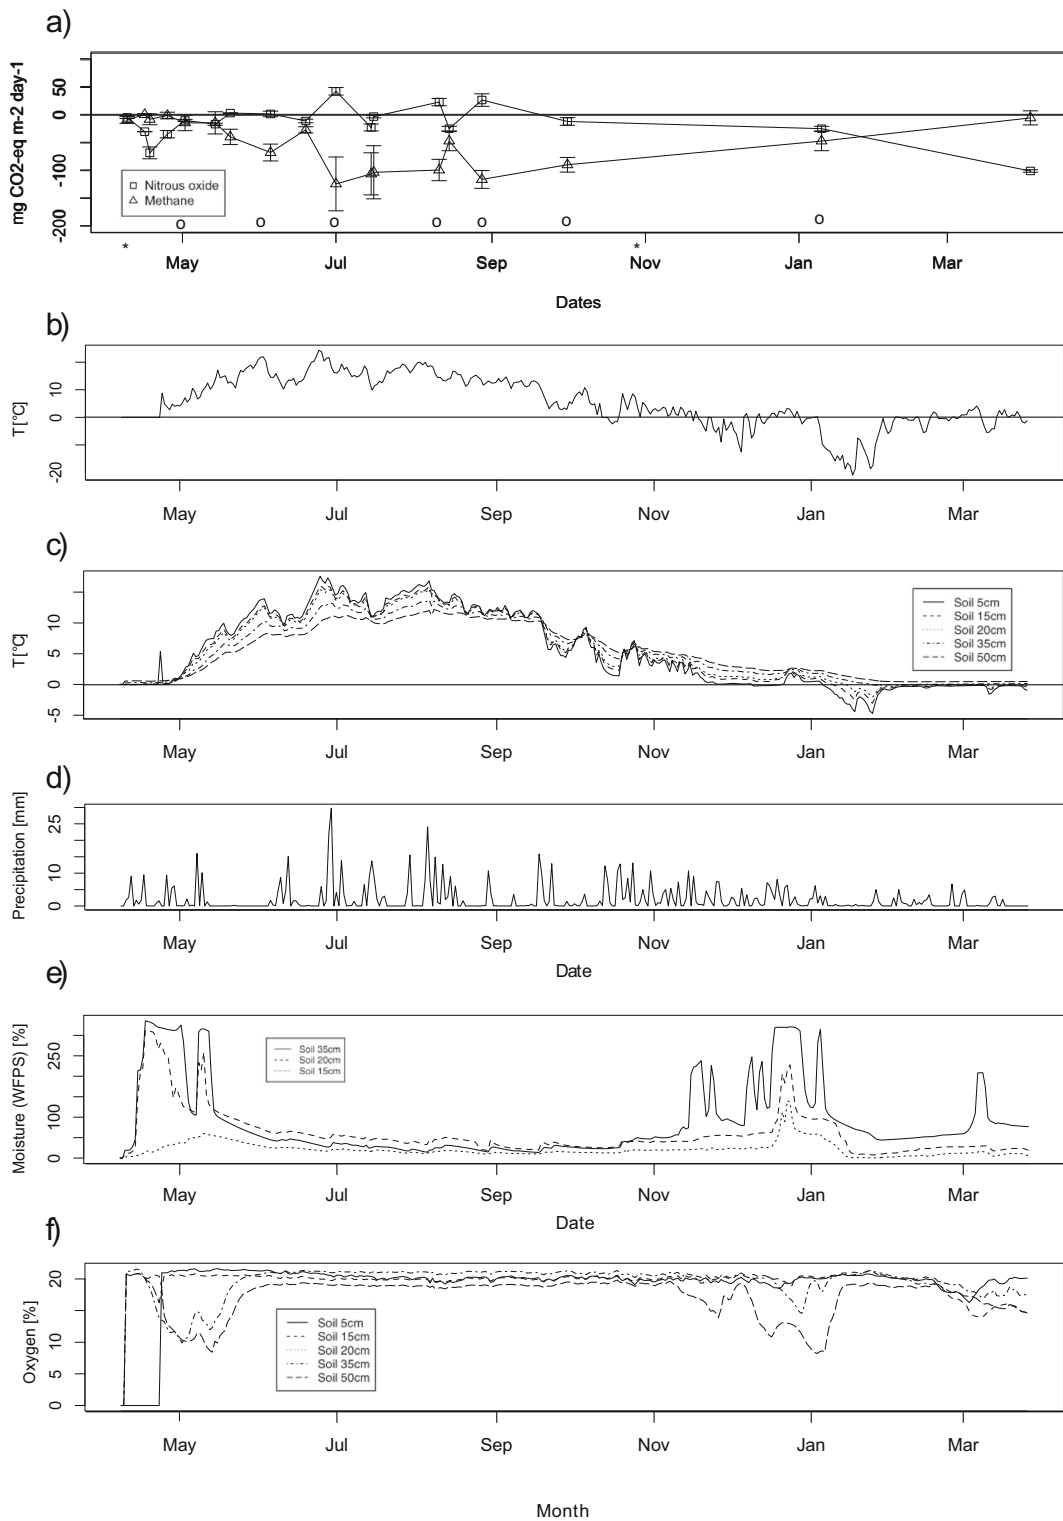 a)
mg CO2-eq m-2 day-1
50
0
-100
-200
Nitrous oxide
Methane
o o o o o o o
* *
May Jul Sep Nov Jan Mar
Dates
b)
T[°C]
10
0
-20
May Jul Sep Nov Jan Mar
c)
T[°C]
10
5
0
-5
Soil 5cm
Soil 15cm
Soil 20cm
Soil 35cm
Soil 50cm
May Jul Sep Nov Jan Mar
d)
Precipitation [mm]
25
10
0
May Jul Sep Nov Jan Mar
Date
e)
Moisture (WFPS) [%]
250
100
0
Soil 35cm
Soil 20cm
Soil 15cm
May Jul Sep Nov Jan Mar
Date
f)
Oxygen [%]
20
10
5
0
Soil 5cm
Soil 15cm
Soil 20cm
Soil 35cm
Soil 50cm
May Jul Sep Nov Jan Mar
Month